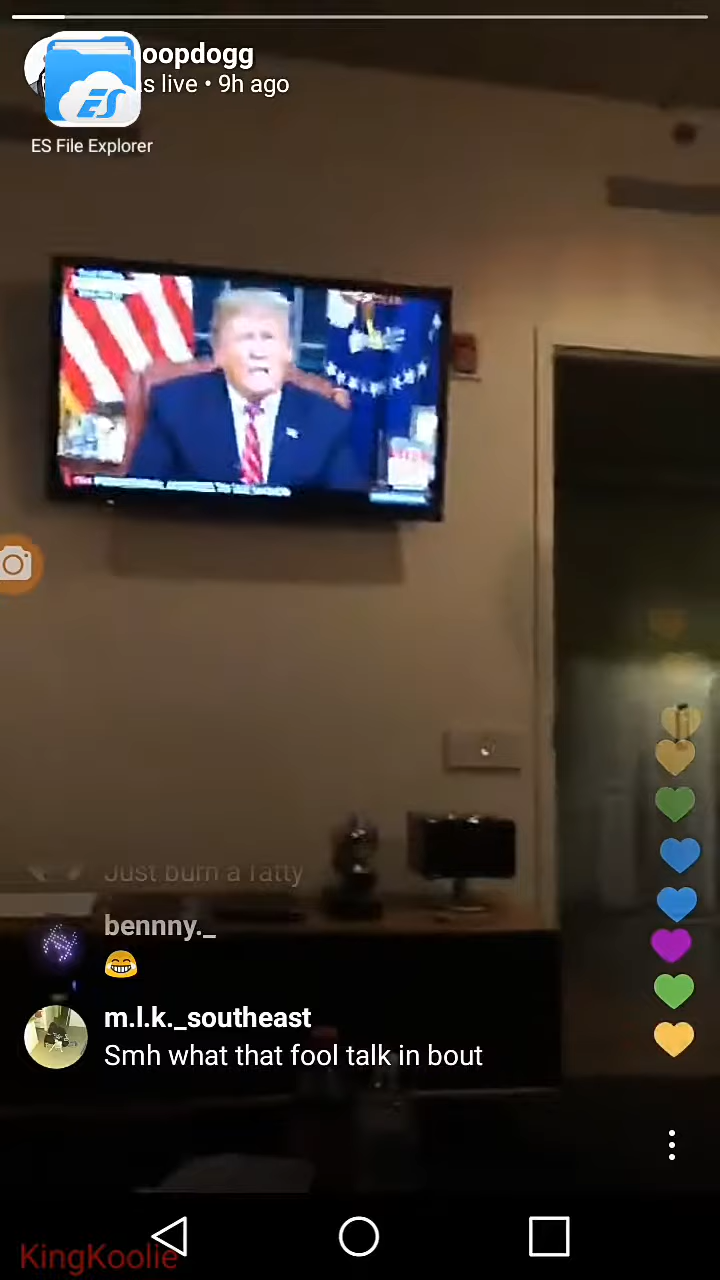 oopdogg
s live • 9h ago
ES
ES File Explorer
Just burn a fatty
bennny._
m.l.k._southeast
Smh what that fool talk in bout
KingKoolie